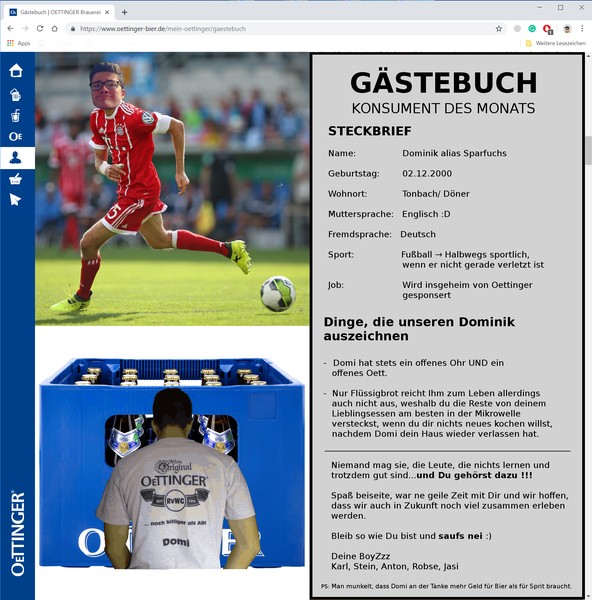 Gästebuch | OETTINGER Brauerei
https://www.oettinger-bier.de/mein-oettinger/gaestebuch
Apps
Weitere Lesezeichen
OE
OETTINGER
GÄSTEBUCH
KONSUMENT DES MONATS
STECKBRIEF
Name: Dominik alias Sparfuchs
Geburtstag: 02.12.2000
Wohnort: Tonbach/ Döner
Muttersprache: Englisch :D
Fremdsprache: Deutsch
Sport: Fußball → Halbwegs sportlich,
wenn er nicht gerade verletzt ist
Job: Wird insgeheim von Oettinger
gesponsert
Dinge, die unseren Dominik
auszeichnen
- Domi hat stets ein offenes Ohr UND ein
offenes Oett.
- Nur Flüssigbrot reicht Ihm zum Leben allerdings
auch nicht aus, weshalb du die Reste von deinem
Lieblingsessen am besten in der Mikrowelle
versteckst, wenn du dir nichts neues kochen willst,
nachdem Domi dein Haus wieder verlassen hat.
Niemand mag sie, die Leute, die nichts lernen und
trotzdem gut sind...und Du gehörst dazu !!!
Spaß beiseite, war ne geile Zeit mit Dir und wir hoffen,
dass wir auch in Zukunft noch viel zusammen erleben
werden.
Bleib so wie Du bist und saufs nei :)
Deine BoyZzz
Karl, Stein, Anton, Robse, Jasi
PS: Man munkelt, dass Domi an der Tanke mehr Geld für Bier als für Sprit braucht.
Original
OETTINGER
RvWG
... noch billiger als ABI
Domi